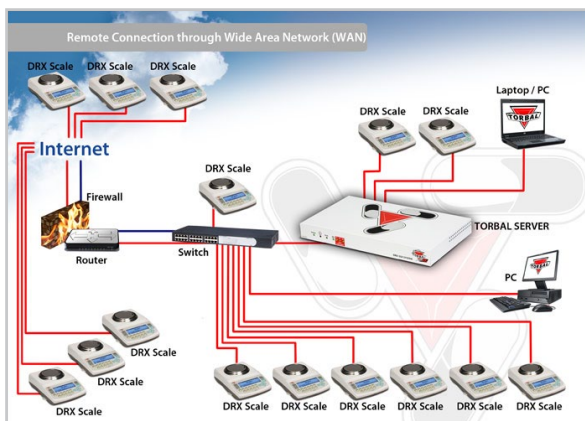 Remote Connection through Wide Area Network (WAN)
DRX Scale DRX Scale DRX Scale
Laptop / PC
TORBAL
DRX Scale DRX Scale
Internet
DRX Scale
Firewall
TORBAL SERVER
Router
Switch
PC
TORBAL
DRX Scale
DRX Scale
DRX Scale
DRX Scale DRX Scale DRX Scale DRX Scale DRX Scale DRX Scale